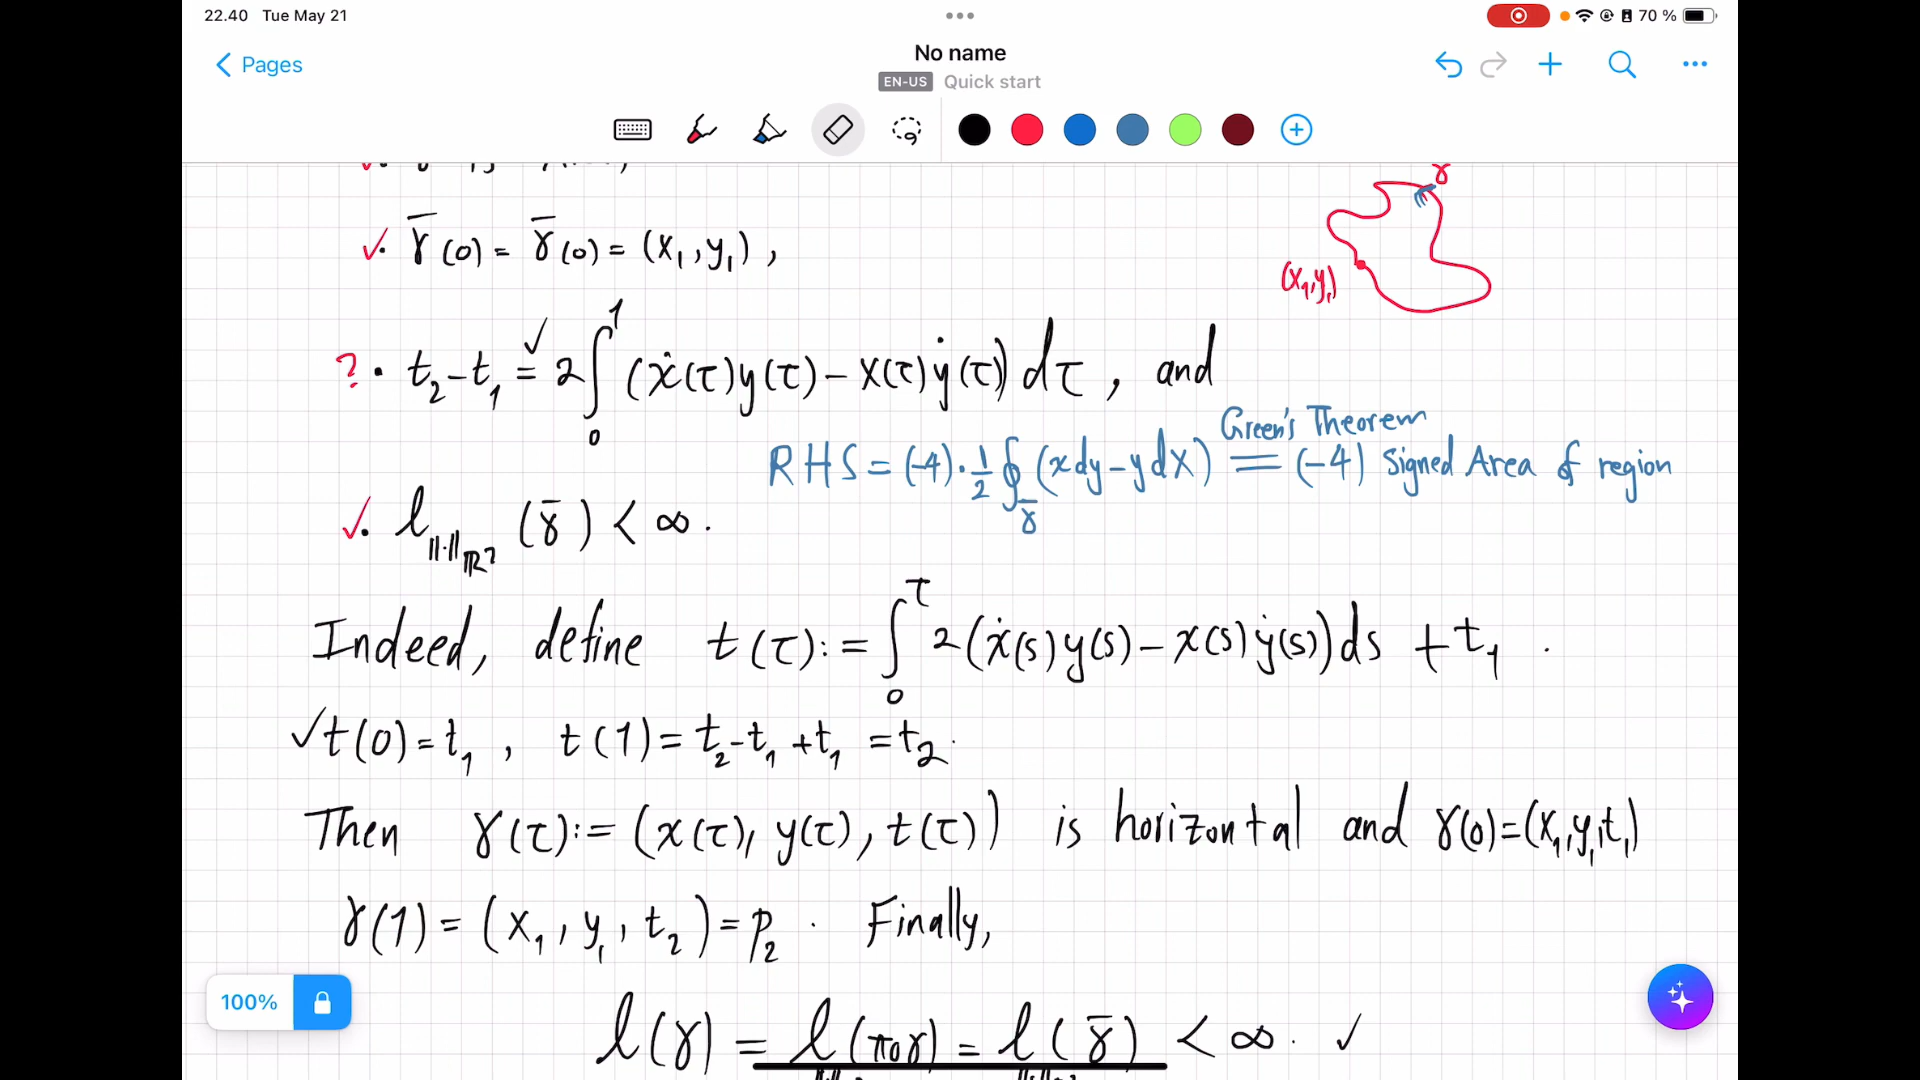 22.40 Tue May 21
70 %
Pages
No name
EN-US Quick start
γ
✓· γ̄(0) = γ̄(0) = (x₁, y₁) ,
(x₁,y₁)
? · t₂-t₁ = 2∫₀¹ (ẋ(τ)y(τ) - x(τ)ẏ(τ)) dτ , and
✓
Green's Theorem
RHS = (-4)·½ ∮_γ̄ (xdy-ydx) = (-4) Signed Area of region
✓· l_{||·||ℝ²} (γ̄) < ∞ .
Indeed, define t(τ) := ∫₀^τ 2(ẋ(s)y(s) - x(s)ẏ(s))ds + t₁ .
✓ t(0) = t₁ , t(1) = t₂-t₁ +t₁ = t₂ .
Then γ(τ) := (x(τ), y(τ), t(τ)) is horizontal and γ(0)=(x₁,y₁,t₁)
γ(1) = (x₁, y₁, t₂) = p₂ . Finally,
100%
l(γ) = l(π∘γ) = l(γ̄) < ∞ . ✓